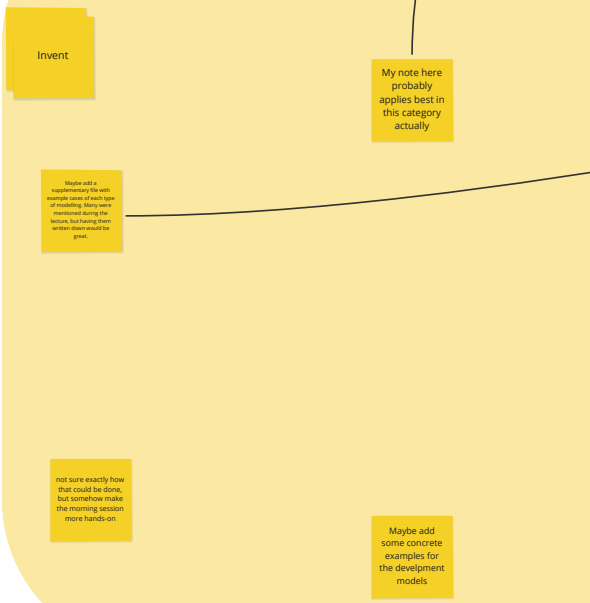 Invent
My note here
probably
applies best in
this category
actually
Maybe add a
supplementary file with
example cases of each type
of modelling. Many were
mentioned during the
lecture, but having them
written down would be
great.
not sure exactly how
that could be done,
but somehow make
the morning session
more hands-on
Maybe add
some concrete
examples for
the develpment
models